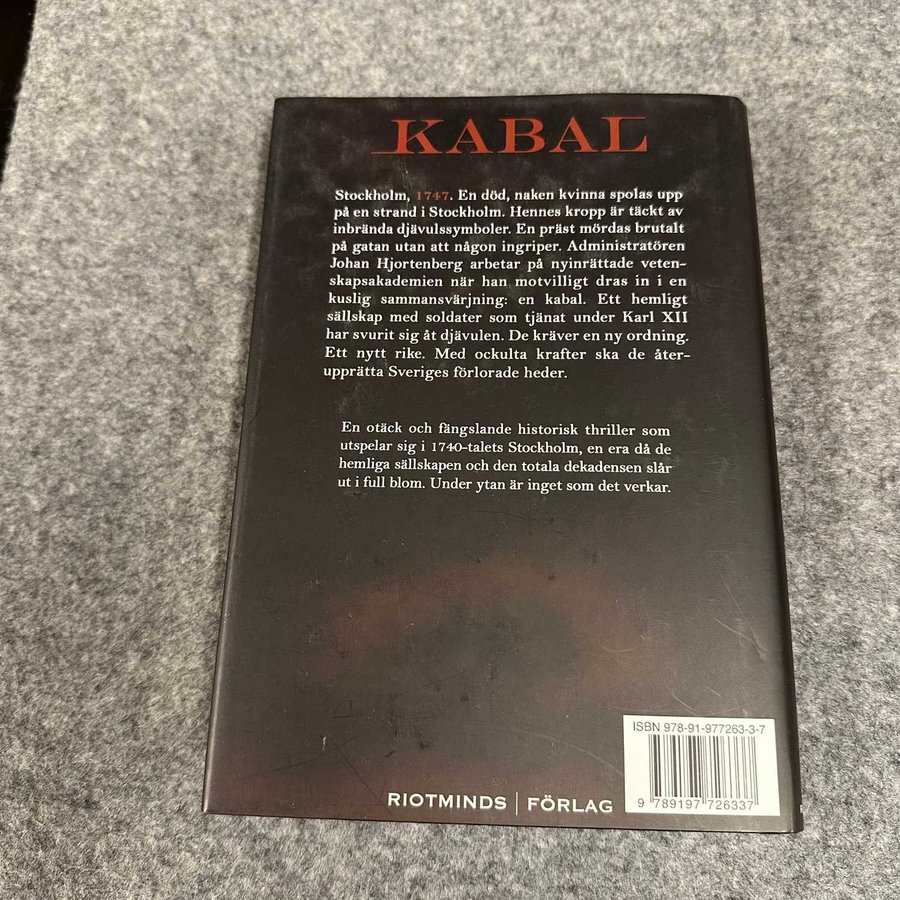 KABAL
Stockholm, 1747. En död, naken kvinna spolas upp
på en strand i Stockholm. Hennes kropp är täckt av
inbrända djävulssymboler. En präst mördas brutalt
på gatan utan att någon ingriper. Administratören
Johan Hjortenberg arbetar på nyinrättade veten-
skapsakademien när han motvilligt dras in i en
kuslig sammansvärjning: en kabal. Ett hemligt
sällskap med soldater som tjänat under Karl XII
har svurit sig åt djävulen. De kräver en ny ordning.
Ett nytt rike. Med ockulta krafter ska de åter-
upprätta Sveriges förlorade heder.
En otäck och fängslande historisk thriller som
utspelar sig i 1740-talets Stockholm, en era då de
hemliga sällskapen och den totala dekadensen slår
ut i full blom. Under ytan är inget som det verkar.
ISBN 978-91-977263-3-7
9 789197 726337
RIOTMINDS | FÖRLAG